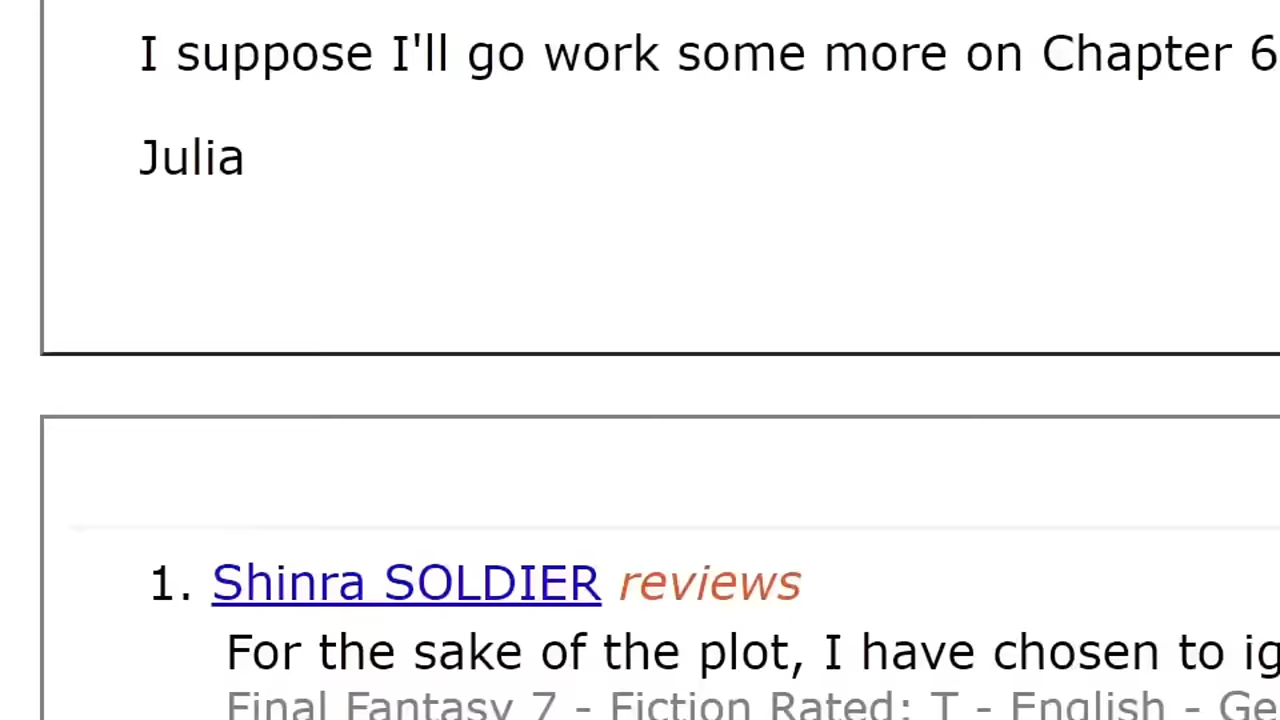 I suppose I'll go work some more on Chapter 6
Julia
1. Shinra SOLDIER reviews
For the sake of the plot, I have chosen to ig
Final Fantasy 7 - Fiction Rated: T - English - Ge